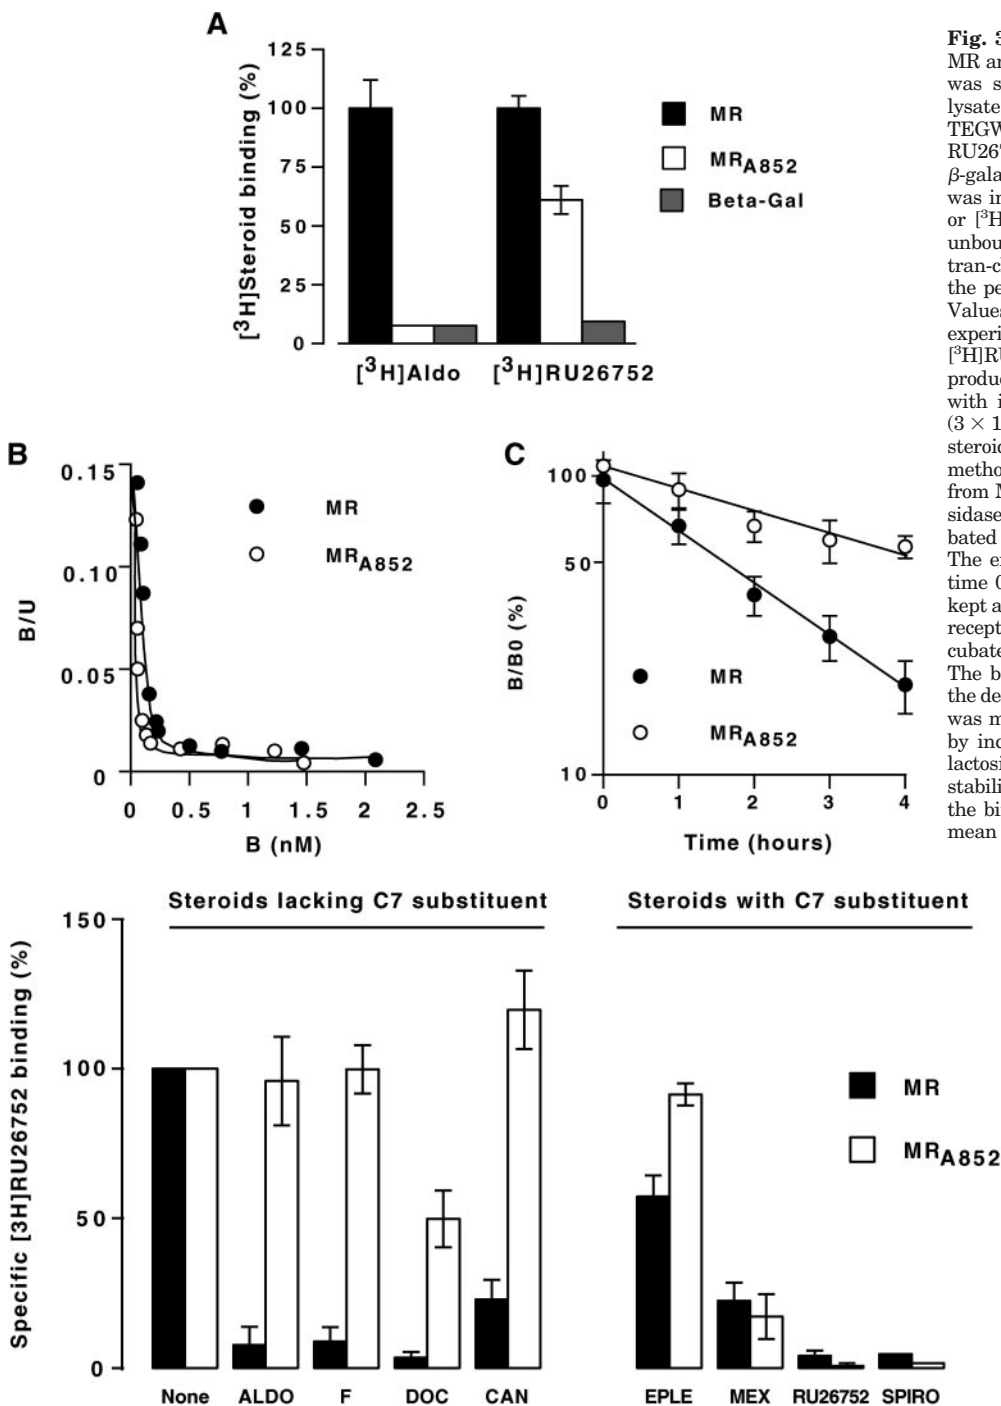 A
[3H]Steroid binding (%)
125
100
75
50
25
0
[3H]Aldo
[3H]RU26752
MR
MRA852
Beta-Gal
B
B/U
0.15
0.10
0.05
0
0 0.5 1 1.5 2 2.5
B (nM)
MR
MRA852
C
B/B0 (%)
100
50
10
0 1 2 3 4
Time (hours)
MR
MRA852
Fig. 3
MR ar
was s
lysate
TEGW
RU267
β-gala
was in
or [3H
unbou
tran-cl
the pe
Values
experi
[3H]RU
produc
with i
(3 × 1
steroid
metho
from M
sidase
bated
The ex
time 0
kept a
recept
cubate
The b
the de
was m
by inc
lactosi
stabili
the bi
mean
Specific [3H]RU26752 binding (%)
150
100
50
0
Steroids lacking C7 substituent
Steroids with C7 substituent
MR
MRA852
None ALDO F DOC CAN EPLE MEX RU26752 SPIRO